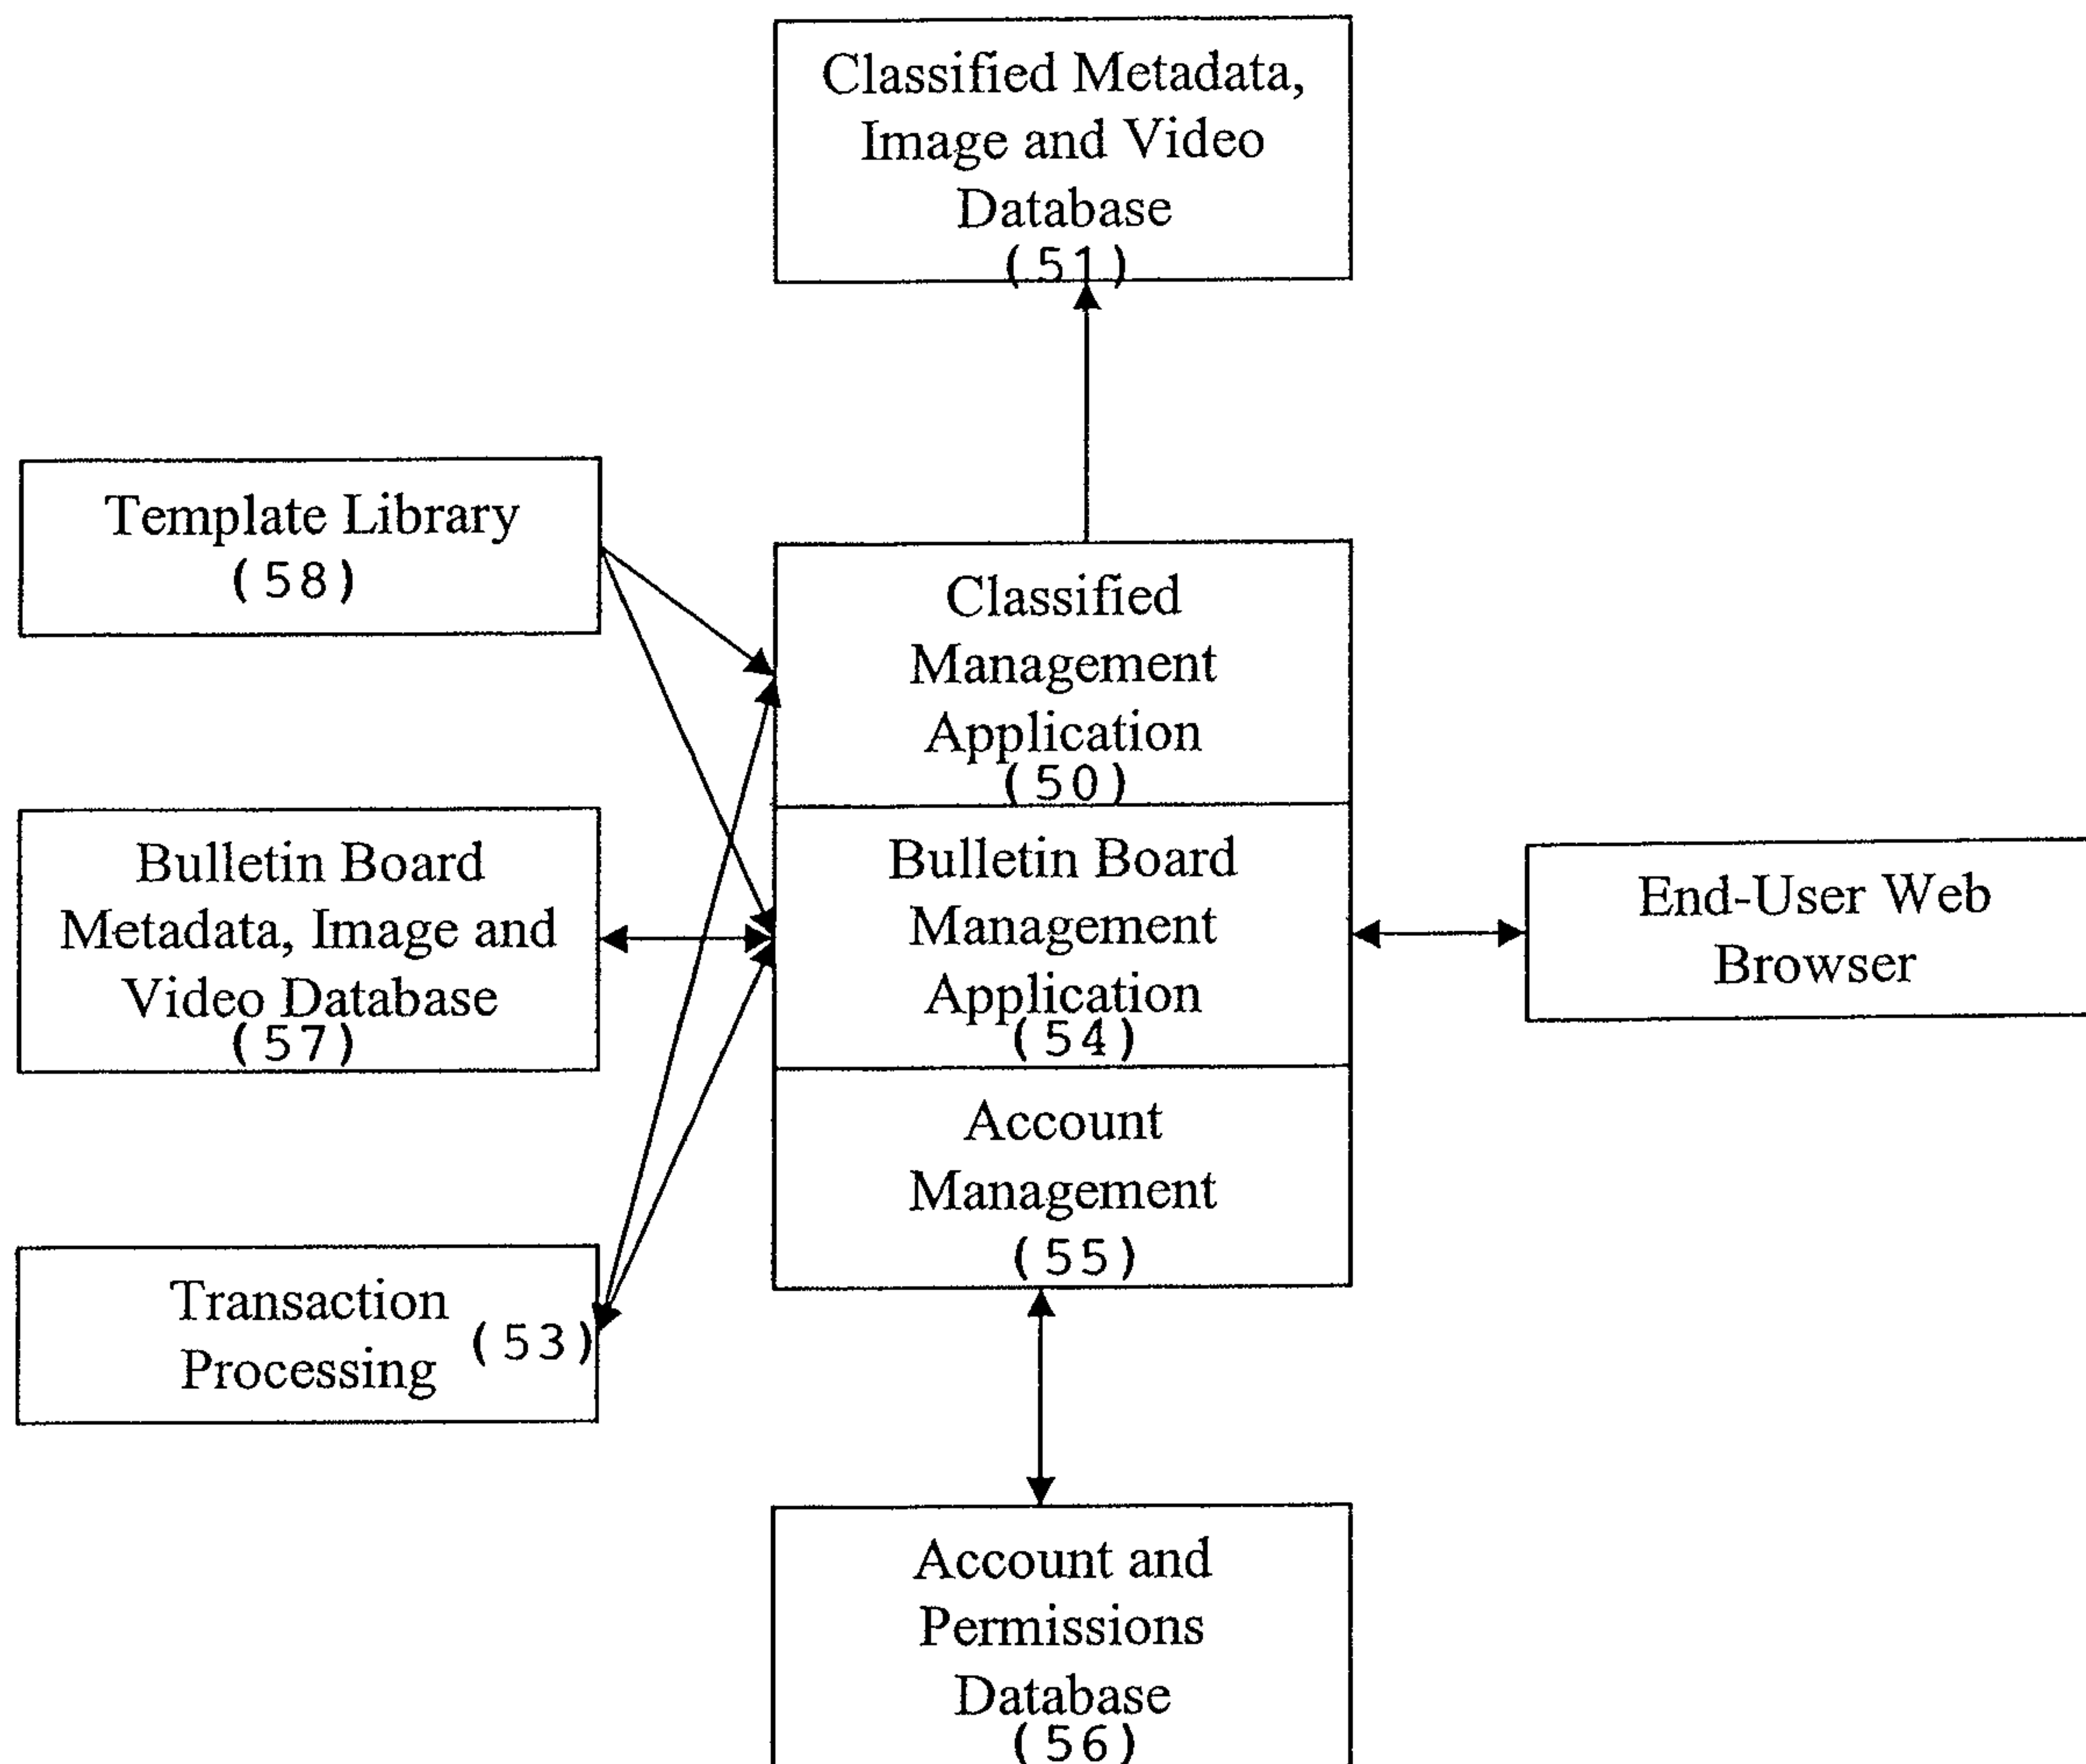 Classified Metadata,
Image and Video
Database
(51)
Template Library
(58)
Classified
Management
Application
(50)
Bulletin Board
Metadata, Image and
Video Database
(57)
Bulletin Board
Management
Application
(54)
End-User Web
Browser
Account
Management
(55)
Transaction
Processing (53)
Account and
Permissions
Database
(56)